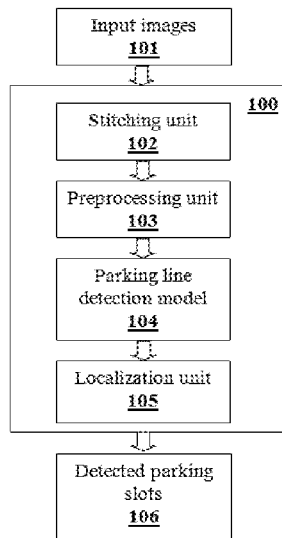 Input images
101
100
Stitching unit
102
Preprocessing unit
103
Parking line
detection model
104
Localization unit
105
Detected parking
slots
106